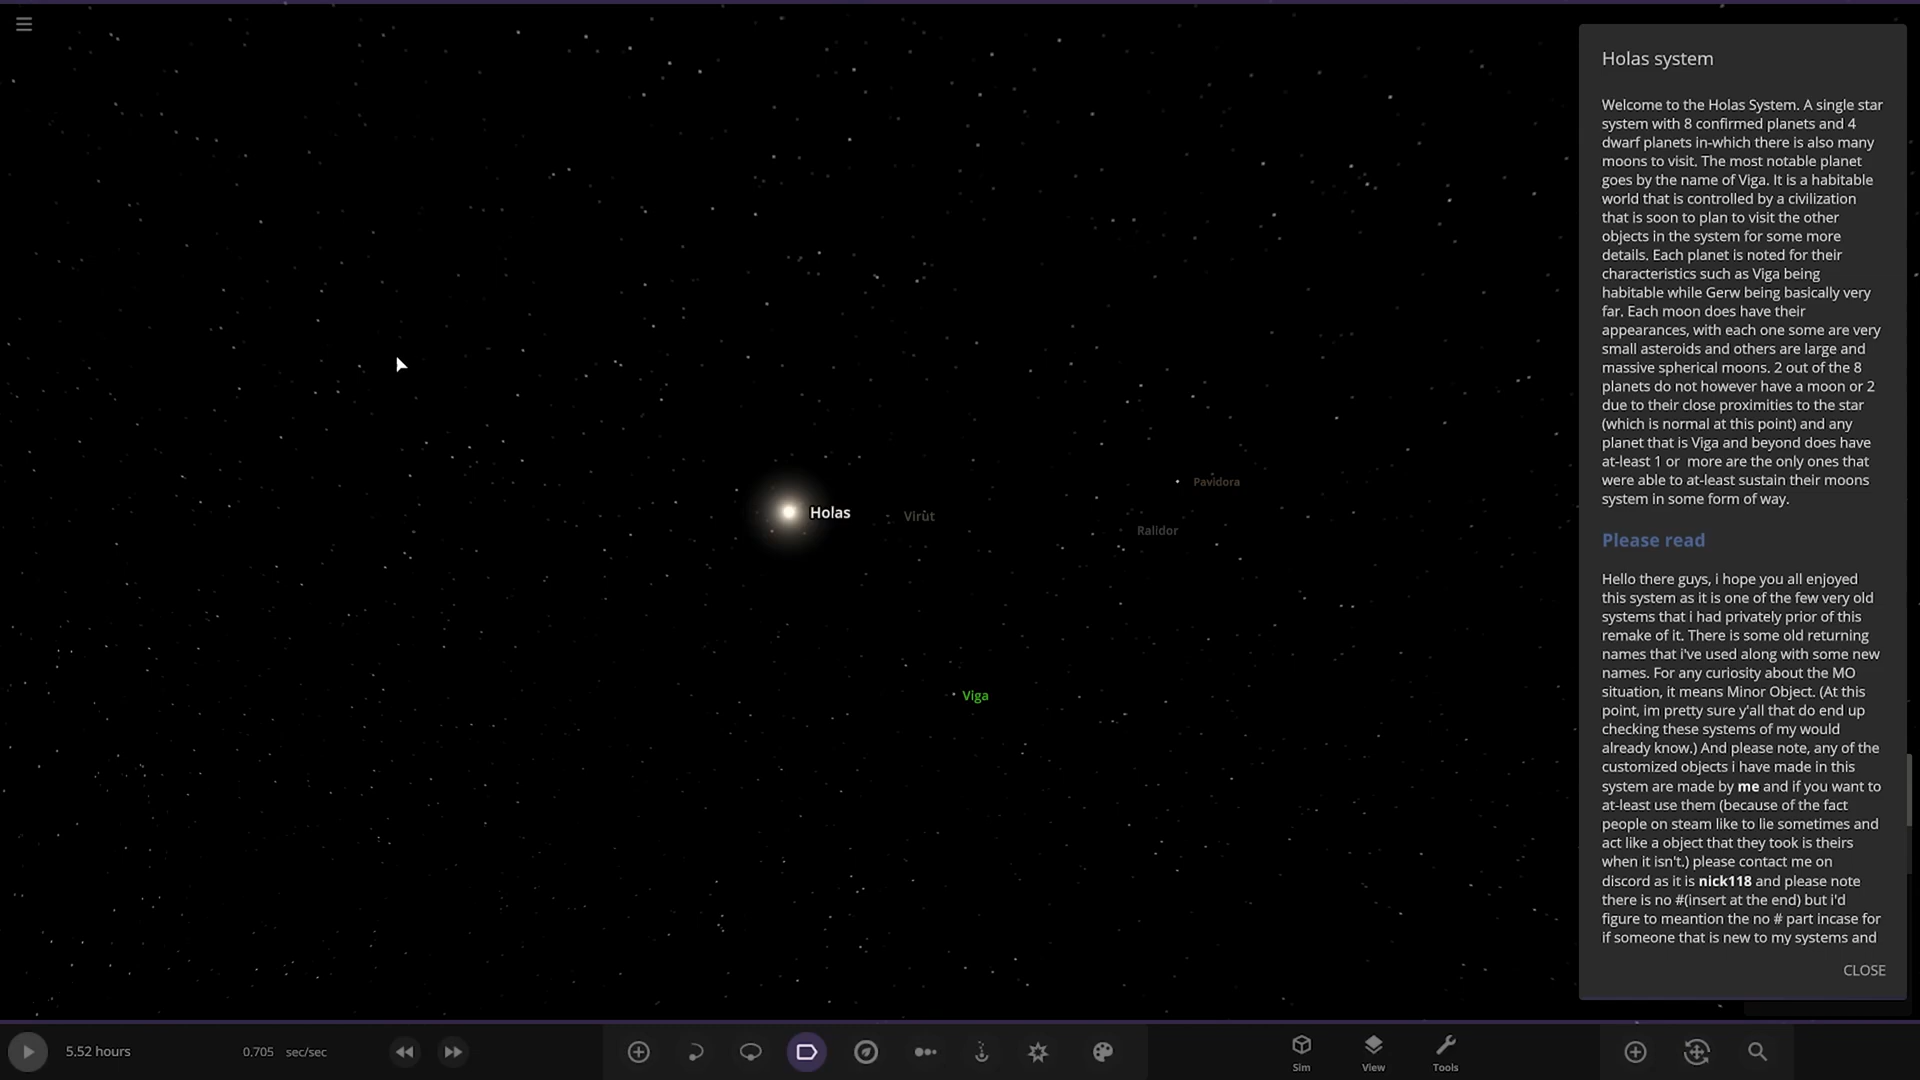 Holas system
Welcome to the Holas System. A single star
system with 8 confirmed planets and 4
dwarf planets in-which there is also many
moons to visit. The most notable planet
goes by the name of Viga. It is a habitable
world that is controlled by a civilization
that is soon to plan to visit the other
objects in the system for some more
details. Each planet is noted for their
characteristics such as Viga being
habitable while Gerw being basically very
far. Each moon does have their
appearances, with each one some are very
small asteroids and others are large and
massive spherical moons. 2 out of the 8
planets do not however have a moon or 2
due to their close proximities to the star
(which is normal at this point) and any
planet that is Viga and beyond does have
at-least 1 or more are the only ones that
were able to at-least sustain their moons
system in some form of way.
Please read
Hello there guys, i hope you all enjoyed
this system as it is one of the few very old
systems that i had privately prior of this
remake of it. There is some old returning
names that i've used along with some new
names. For any curiosity about the MO
situation, it means Minor Object. (At this
point, im pretty sure y'all that do end up
checking these systems of my would
already know.) And please note, any of the
customized objects i have made in this
system are made by me and if you want to
at-least use them (because of the fact
people on steam like to lie sometimes and
act like a object that they took is theirs
when it isn't.) please contact me on
discord as it is nick118 and please note
there is no #(insert at the end) but i'd
figure to meantion the no # part incase for
if someone that is new to my systems and
CLOSE
Pavidora
Holas
Virut
Ralidor
Viga
5.52 hours
0.705 sec/sec
Sim
View
Tools